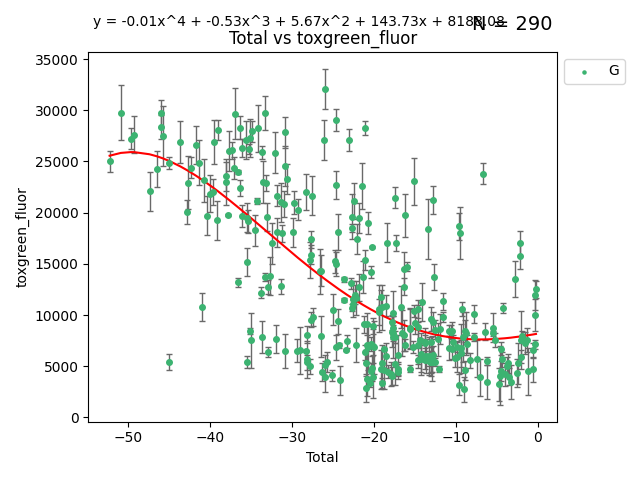 y = -0.01x^4 + -0.53x^3 + 5.67x^2 + 143.73x + 8188.08
N = 290
Total vs toxgreen_fluor
G
35000
30000
25000
20000
15000
10000
5000
0
toxgreen_fluor
−50 −40 −30 −20 −10 0
Total